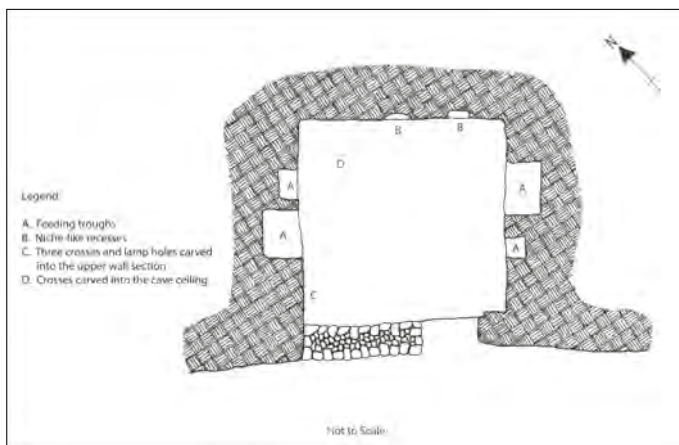 N
B B
D
A A
A A
C
Legend:
A. Feeding troughs
B. Niche-like recesses
C. Three crosses and lamp holes carved
into the upper wall section
D. Crosses carved into the cave ceiling
Not to Scale